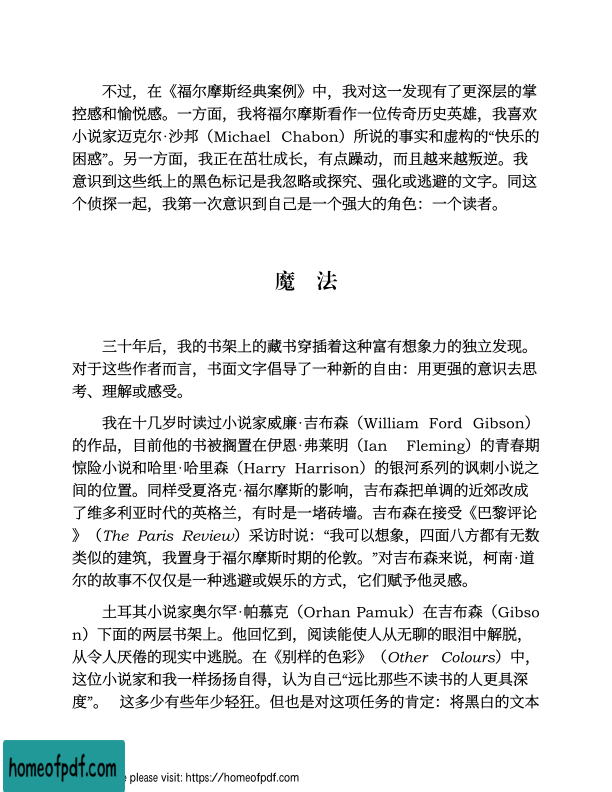 不过，在《福尔摩斯经典案例》中，我对这一发现有了更深层的掌
控感和愉悦感。一方面，我将福尔摩斯看作一位传奇历史英雄，我喜欢
小说家迈克尔·沙邦（Michael Chabon）所说的事实和虚构的“快乐的
困惑”。另一方面，我正在茁壮成长，有点躁动，而且越来越叛逆。我
意识到这些纸上的黑色标记是我忽略或探究、强化或逃避的文字。同这
个侦探一起，我第一次意识到自己是一个强大的角色：一个读者。
魔 法
三十年后，我的书架上的藏书穿插着这种富有想象力的独立发现。
对于这些作者而言，书面文字倡导了一种新的自由：用更强的意识去思
考、理解或感受。
我在十几岁时读过小说家威廉·吉布森（William Ford Gibson）
的作品，目前他的书被搁置在伊恩·弗莱明（Ian Fleming）的青春期
惊险小说和哈里·哈里森（Harry Harrison）的银河系列的讽刺小说之
间的位置。同样受夏洛克·福尔摩斯的影响，吉布森把单调的近郊改成
了维多利亚时代的英格兰，有时是一堵砖墙。吉布森在接受《巴黎评论
》（The Paris Review）采访时说：“我可以想象，四面八方都有无数
类似的建筑，我置身于福尔摩斯时期的伦敦。”对吉布森来说，柯南·道
尔的故事不仅仅是一种逃避或娱乐的方式，它们赋予他灵感。
土耳其小说家奥尔罕·帕慕克（Orhan Pamuk）在吉布森（Gibso
n）下面的两层书架上。他回忆到，阅读能使人从无聊的眼泪中解脱，
从令人厌倦的现实中逃脱。在《别样的色彩》（Other Colours）中，
这位小说家和我一样扬扬自得，认为自己“远比那些不读书的人更具深
度”。 这多少有些年少轻狂。但也是对这项任务的肯定：将黑白的文本
homeofpdf.com
e please visit: https://homeofpdf.com